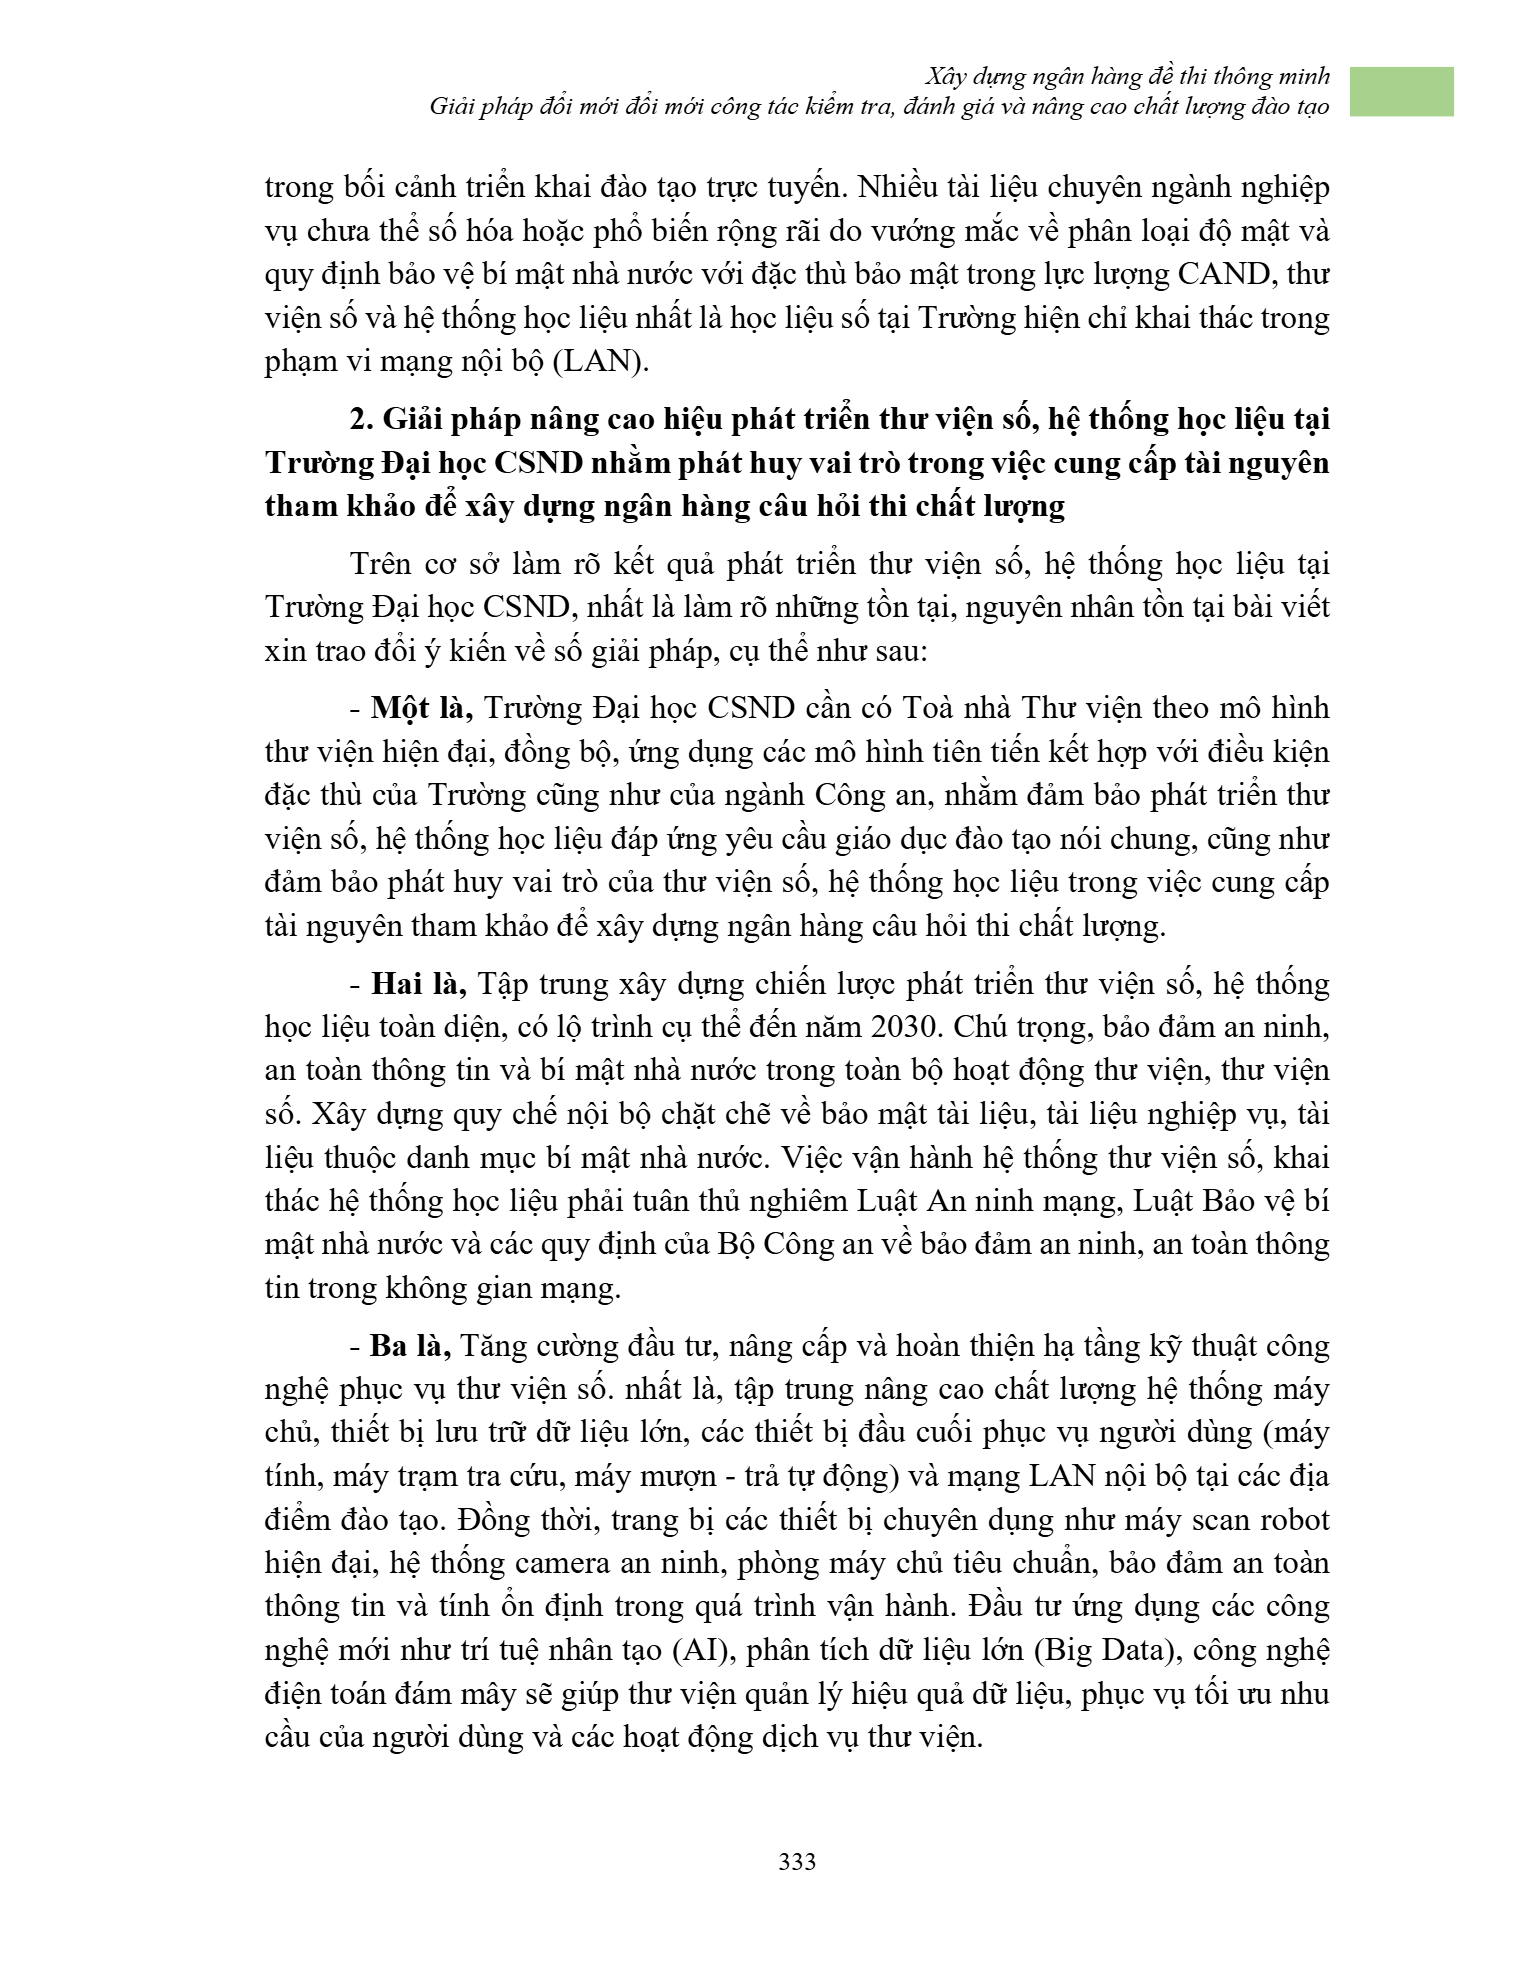 Xây dựng ngân hàng đề thi thông minh
Giải pháp đổi mới đổi mới công tác kiểm tra, đánh giá và nâng cao chất lượng đào tạo
trong bối cảnh triển khai đào tạo trực tuyến. Nhiều tài liệu chuyên ngành nghiệp
vụ chưa thể số hóa hoặc phổ biến rộng rãi do vướng mắc về phân loại độ mật và
quy định bảo vệ bí mật nhà nước với đặc thù bảo mật trong lực lượng CAND, thư
viện số và hệ thống học liệu nhất là học liệu số tại Trường hiện chỉ khai thác trong
phạm vi mạng nội bộ (LAN).
2. Giải pháp nâng cao hiệu phát triển thư viện số, hệ thống học liệu tại
Trường Đại học CSND nhằm phát huy vai trò trong việc cung cấp tài nguyên
tham khảo để xây dựng ngân hàng câu hỏi thi chất lượng
Trên cơ sở làm rõ kết quả phát triển thư viện số, hệ thống học liệu tại
Trường Đại học CSND, nhất là làm rõ những tồn tại, nguyên nhân tồn tại bài viết
xin trao đổi ý kiến về số giải pháp, cụ thể như sau:
- Một là, Trường Đại học CSND cần có Toà nhà Thư viện theo mô hình
thư viện hiện đại, đồng bộ, ứng dụng các mô hình tiên tiến kết hợp với điều kiện
đặc thù của Trường cũng như của ngành Công an, nhằm đảm bảo phát triển thư
viện số, hệ thống học liệu đáp ứng yêu cầu giáo dục đào tạo nói chung, cũng như
đảm bảo phát huy vai trò của thư viện số, hệ thống học liệu trong việc cung cấp
tài nguyên tham khảo để xây dựng ngân hàng câu hỏi thi chất lượng.
- Hai là, Tập trung xây dựng chiến lược phát triển thư viện số, hệ thống
học liệu toàn diện, có lộ trình cụ thể đến năm 2030. Chú trọng, bảo đảm an ninh,
an toàn thông tin và bí mật nhà nước trong toàn bộ hoạt động thư viện, thư viện
số. Xây dựng quy chế nội bộ chặt chẽ về bảo mật tài liệu, tài liệu nghiệp vụ, tài
liệu thuộc danh mục bí mật nhà nước. Việc vận hành hệ thống thư viện số, khai
thác hệ thống học liệu phải tuân thủ nghiêm Luật An ninh mạng, Luật Bảo vệ bí
mật nhà nước và các quy định của Bộ Công an về bảo đảm an ninh, an toàn thông
tin trong không gian mạng.
- Ba là, Tăng cường đầu tư, nâng cấp và hoàn thiện hạ tầng kỹ thuật công
nghệ phục vụ thư viện số. nhất là, tập trung nâng cao chất lượng hệ thống máy
chủ, thiết bị lưu trữ dữ liệu lớn, các thiết bị đầu cuối phục vụ người dùng (máy
tính, máy trạm tra cứu, máy mượn - trả tự động) và mạng LAN nội bộ tại các địa
điểm đào tạo. Đồng thời, trang bị các thiết bị chuyên dụng như máy scan robot
hiện đại, hệ thống camera an ninh, phòng máy chủ tiêu chuẩn, bảo đảm an toàn
thông tin và tính ổn định trong quá trình vận hành. Đầu tư ứng dụng các công
nghệ mới như trí tuệ nhân tạo (AI), phân tích dữ liệu lớn (Big Data), công nghệ
điện toán đám mây sẽ giúp thư viện quản lý hiệu quả dữ liệu, phục vụ tối ưu nhu
cầu của người dùng và các hoạt động dịch vụ thư viện.
333